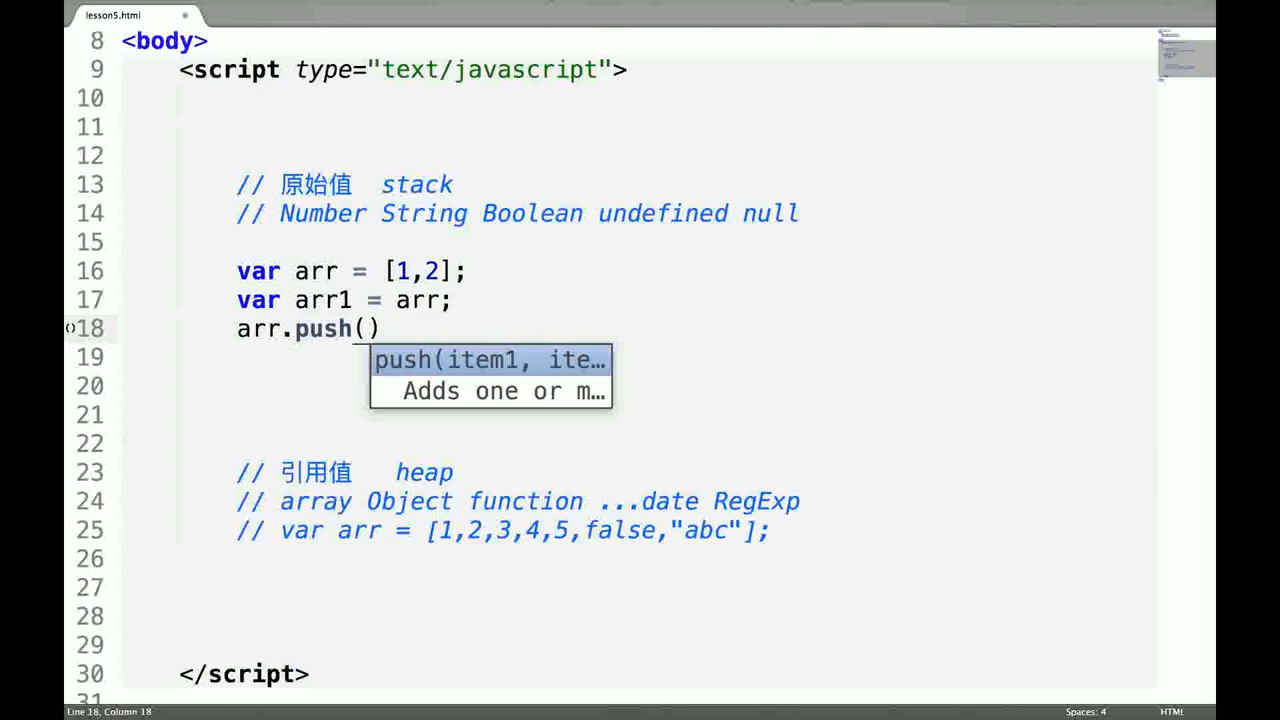 lesson5.html
8 <body>
9 <script type="text/javascript">
10
11
12
13 // 原始值 stack
14 // Number String Boolean undefined null
15
16 var arr = [1,2];
17 var arr1 = arr;
()18 arr.push()
push(item1, ite…
19
Adds one or m…
20
21
22
23 // 引用值 heap
24 // array Object function ...date RegExp
25 // var arr = [1,2,3,4,5,false,"abc"];
26
27
28
29
30 </script>
31
Line 18, Column 18 Spaces: 4 HTML